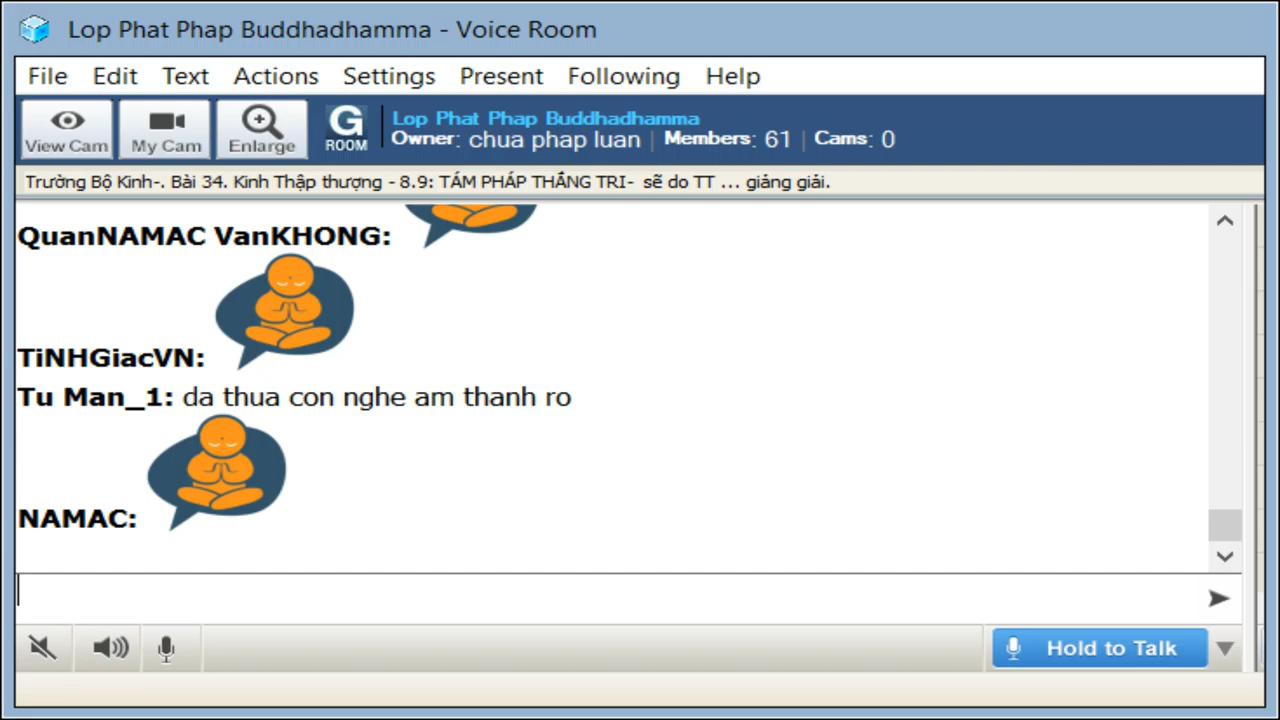 Lop Phat Phap Buddhadhamma - Voice Room
File Edit Text Actions Settings Present Following Help
View Cam My Cam Enlarge G ROOM
Lop Phat Phap Buddhadhamma
Owner: chua phap luan | Members: 61 | Cams: 0
Trường Bộ Kinh-. Bài 34. Kinh Thập thượng - 8.9: TÁM PHÁP THẮNG TRI- sẽ do TT ... giảng giải.
QuanNAMAC VanKHONG:
TiNHGiacVN:
Tu Man_1: da thua con nghe am thanh ro
NAMAC:
Hold to Talk